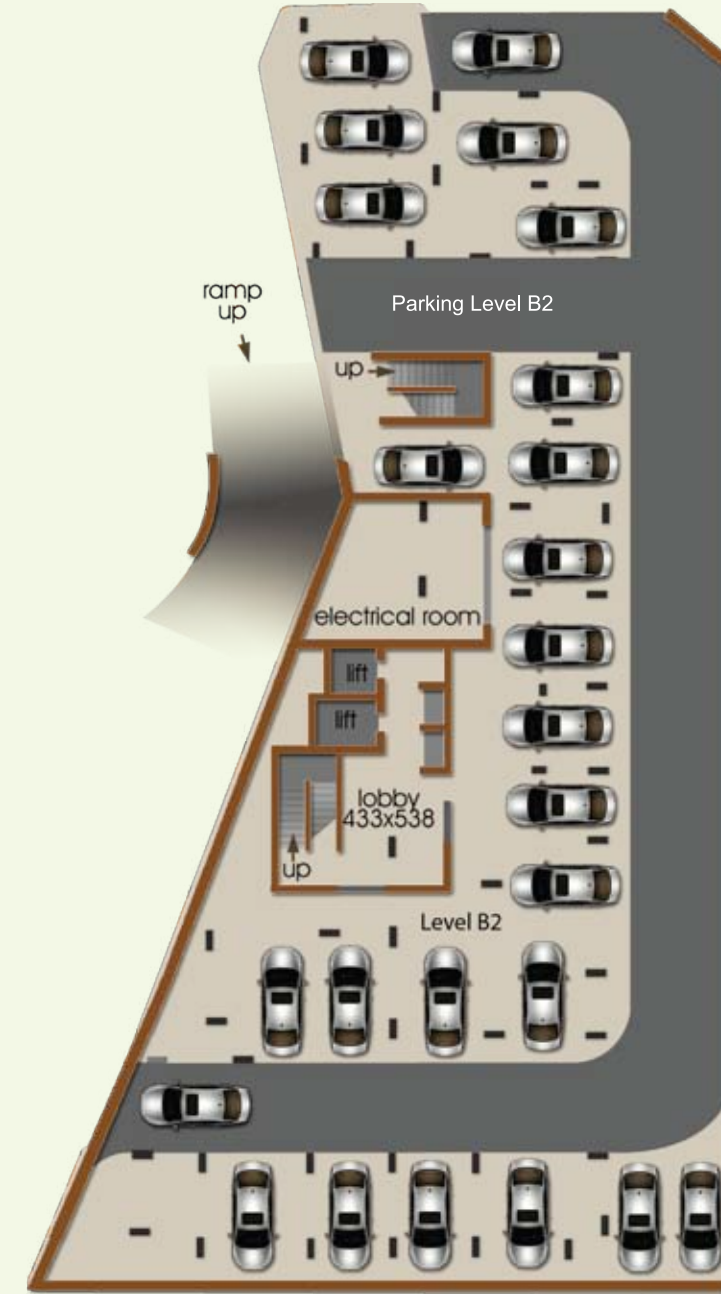 ramp
up
Parking Level B2
up
electrical room
lift
lift
lobby
433x538
up
Level B2